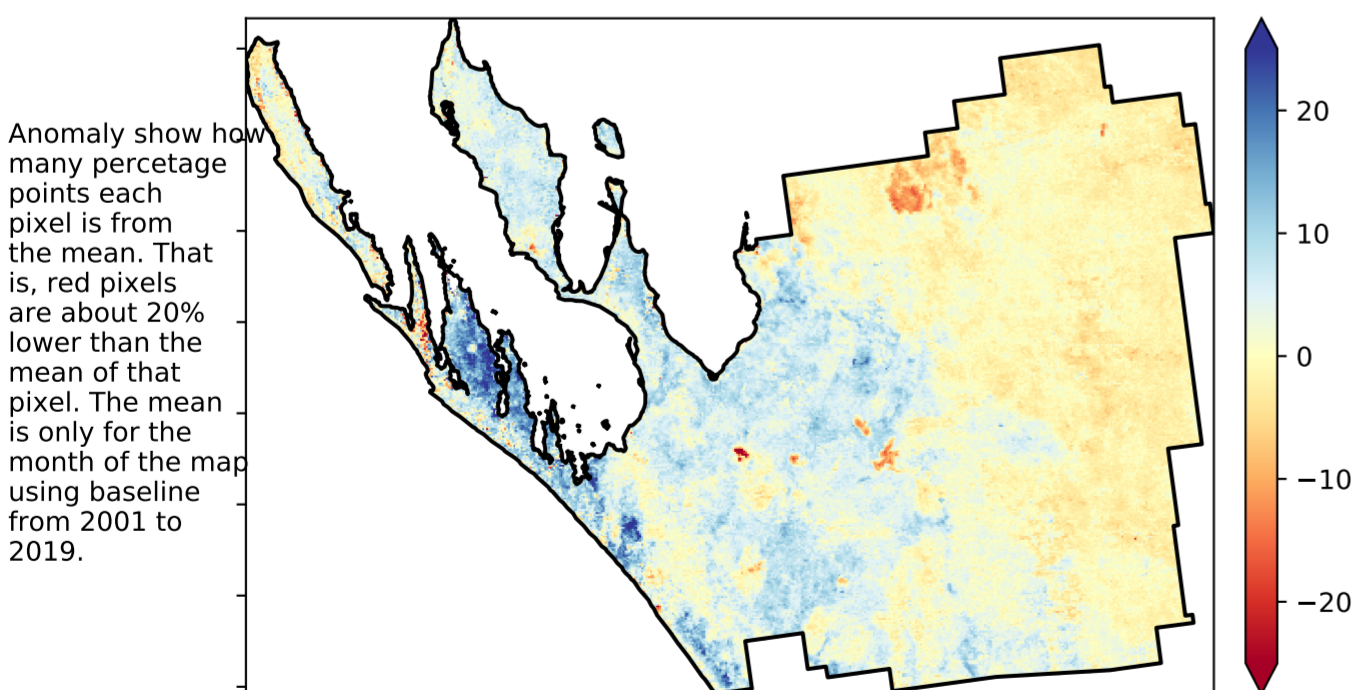 Anomaly show how
many percetage
points each
pixel is from
the mean. That
is, red pixels
are about 20%
lower than the
mean of that
pixel. The mean
is only for the
month of the map
using baseline
from 2001 to
2019.
20
10
0
−10
−20